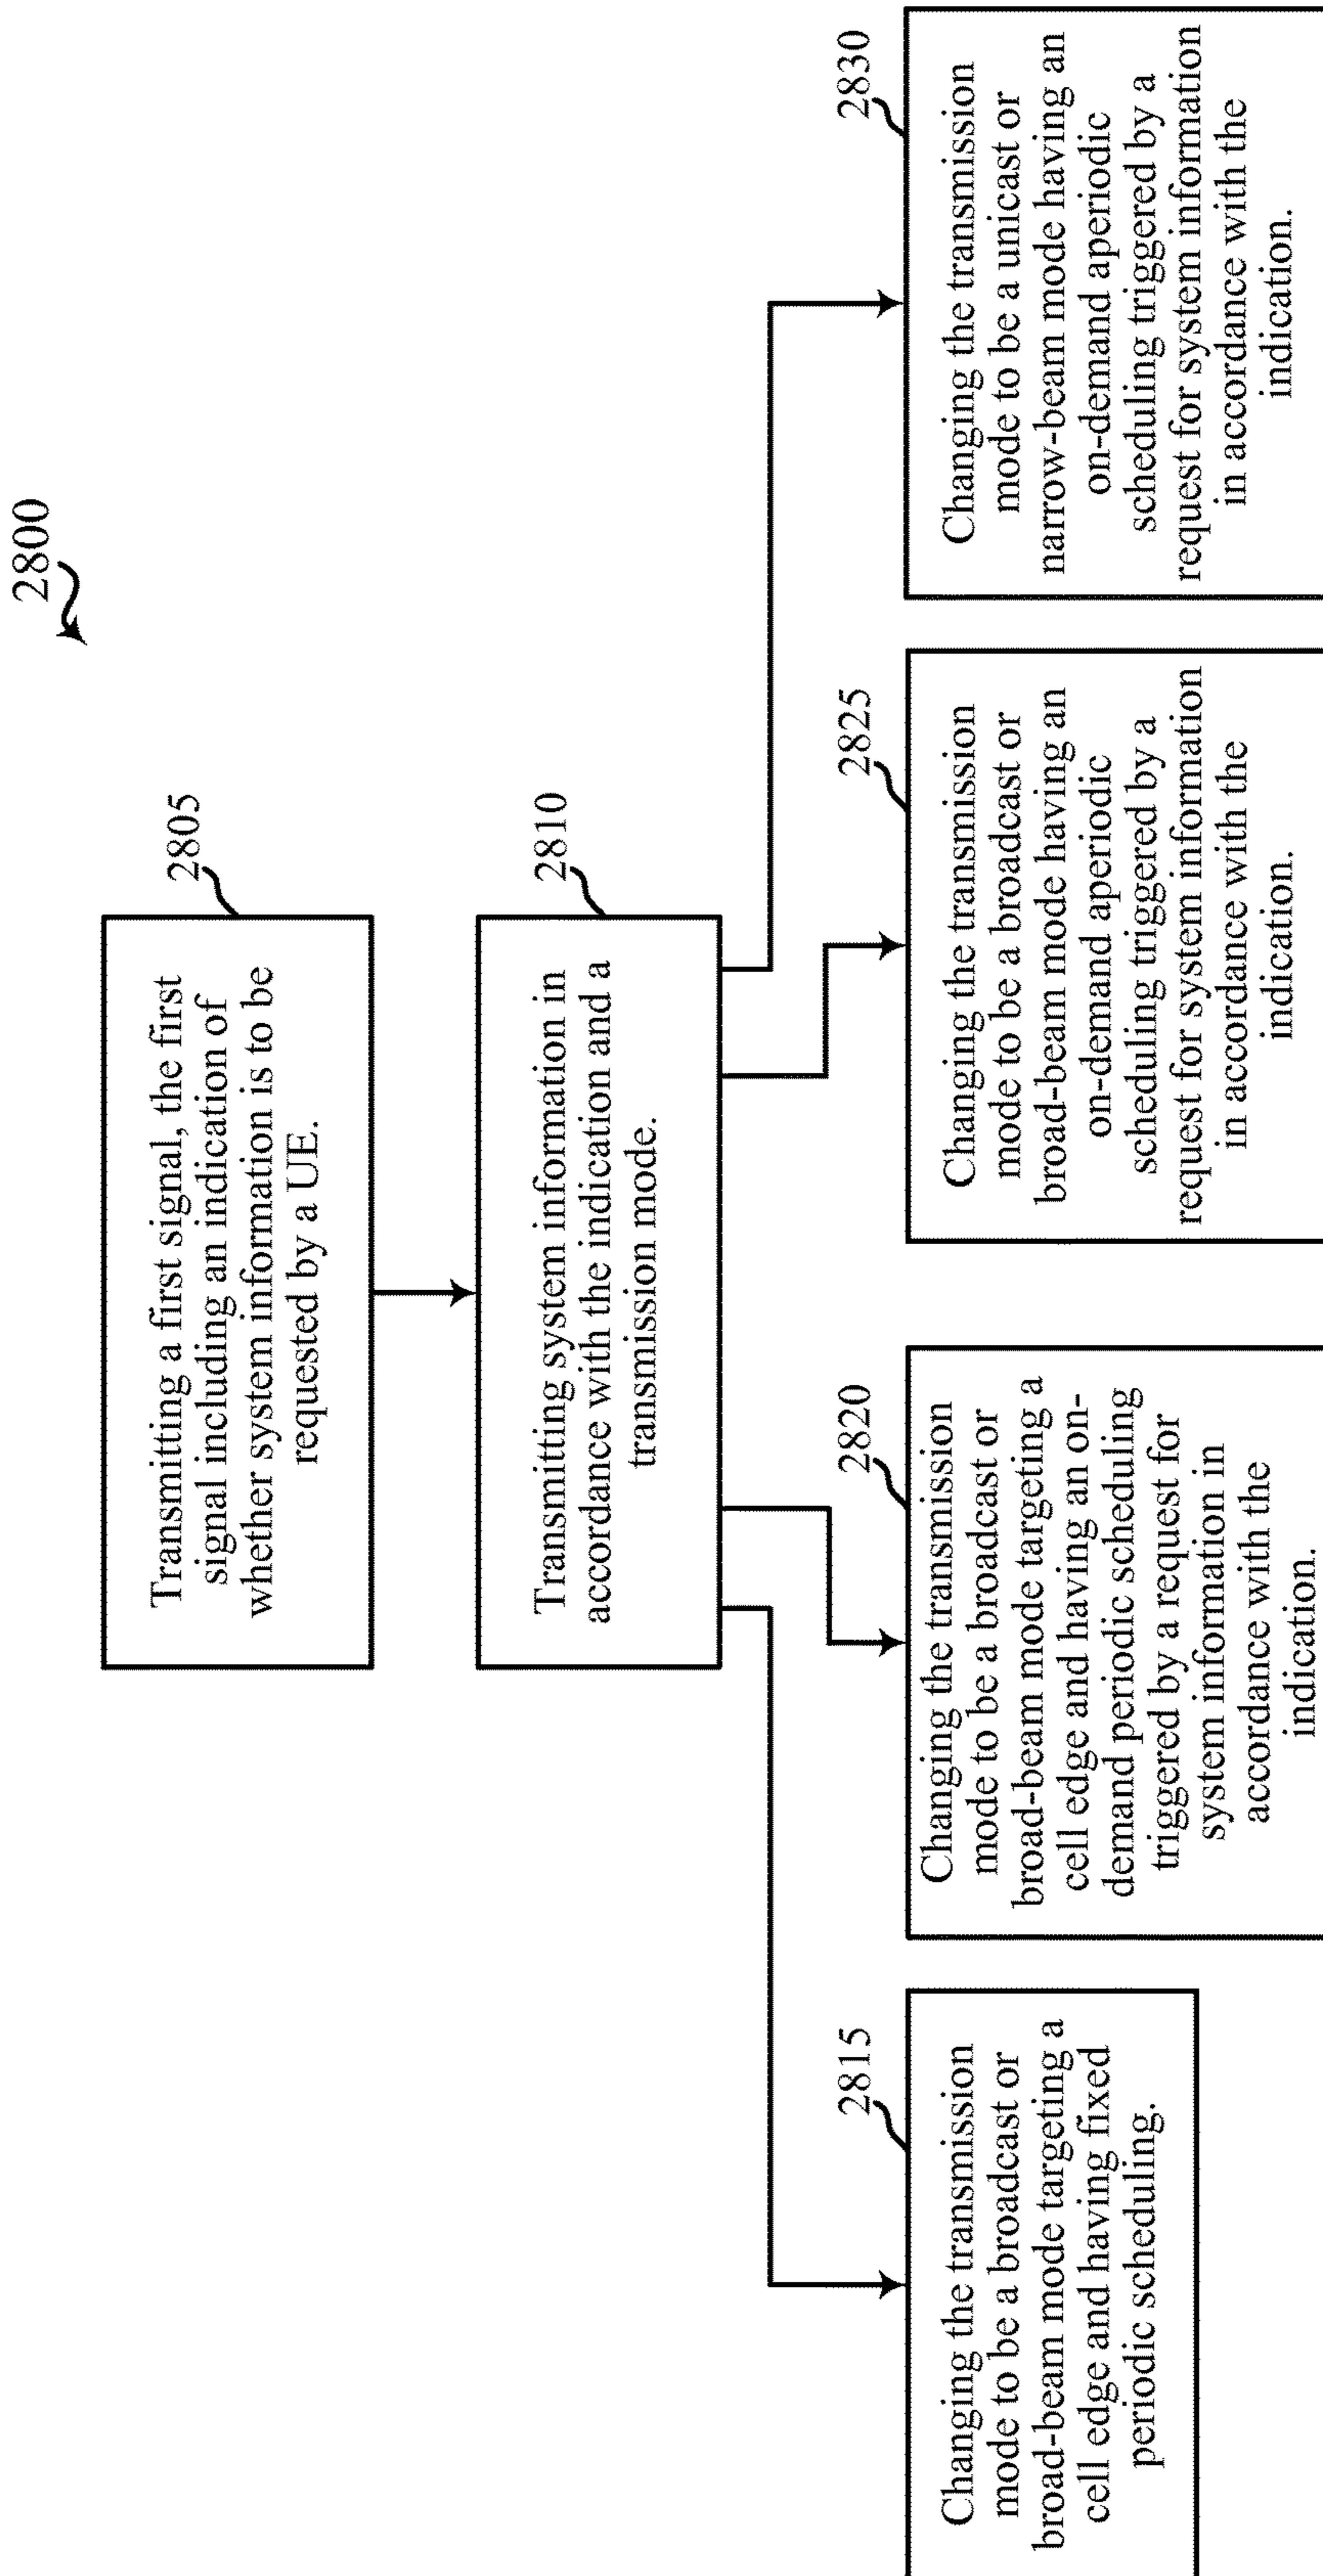 2800
2805
Transmitting a first signal, the first
signal including an indication of
whether system information is to be
requested by a UE.
2810
Transmitting system information in
accordance with the indication and a
transmission mode.
2815
Changing the transmission
mode to be a broadcast or
broad-beam mode targeting a
cell edge and having fixed
periodic scheduling.
2820
Changing the transmission
mode to be a broadcast or
broad-beam mode targeting a
cell edge and having an on-
demand periodic scheduling
triggered by a request for
system information in
accordance with the
indication.
2825
Changing the transmission
mode to be a broadcast or
broad-beam mode having an
on-demand aperiodic
scheduling triggered by a
request for system information
in accordance with the
indication.
2830
Changing the transmission
mode to be a unicast or
narrow-beam mode having an
on-demand aperiodic
scheduling triggered by a
request for system information
in accordance with the
indication.